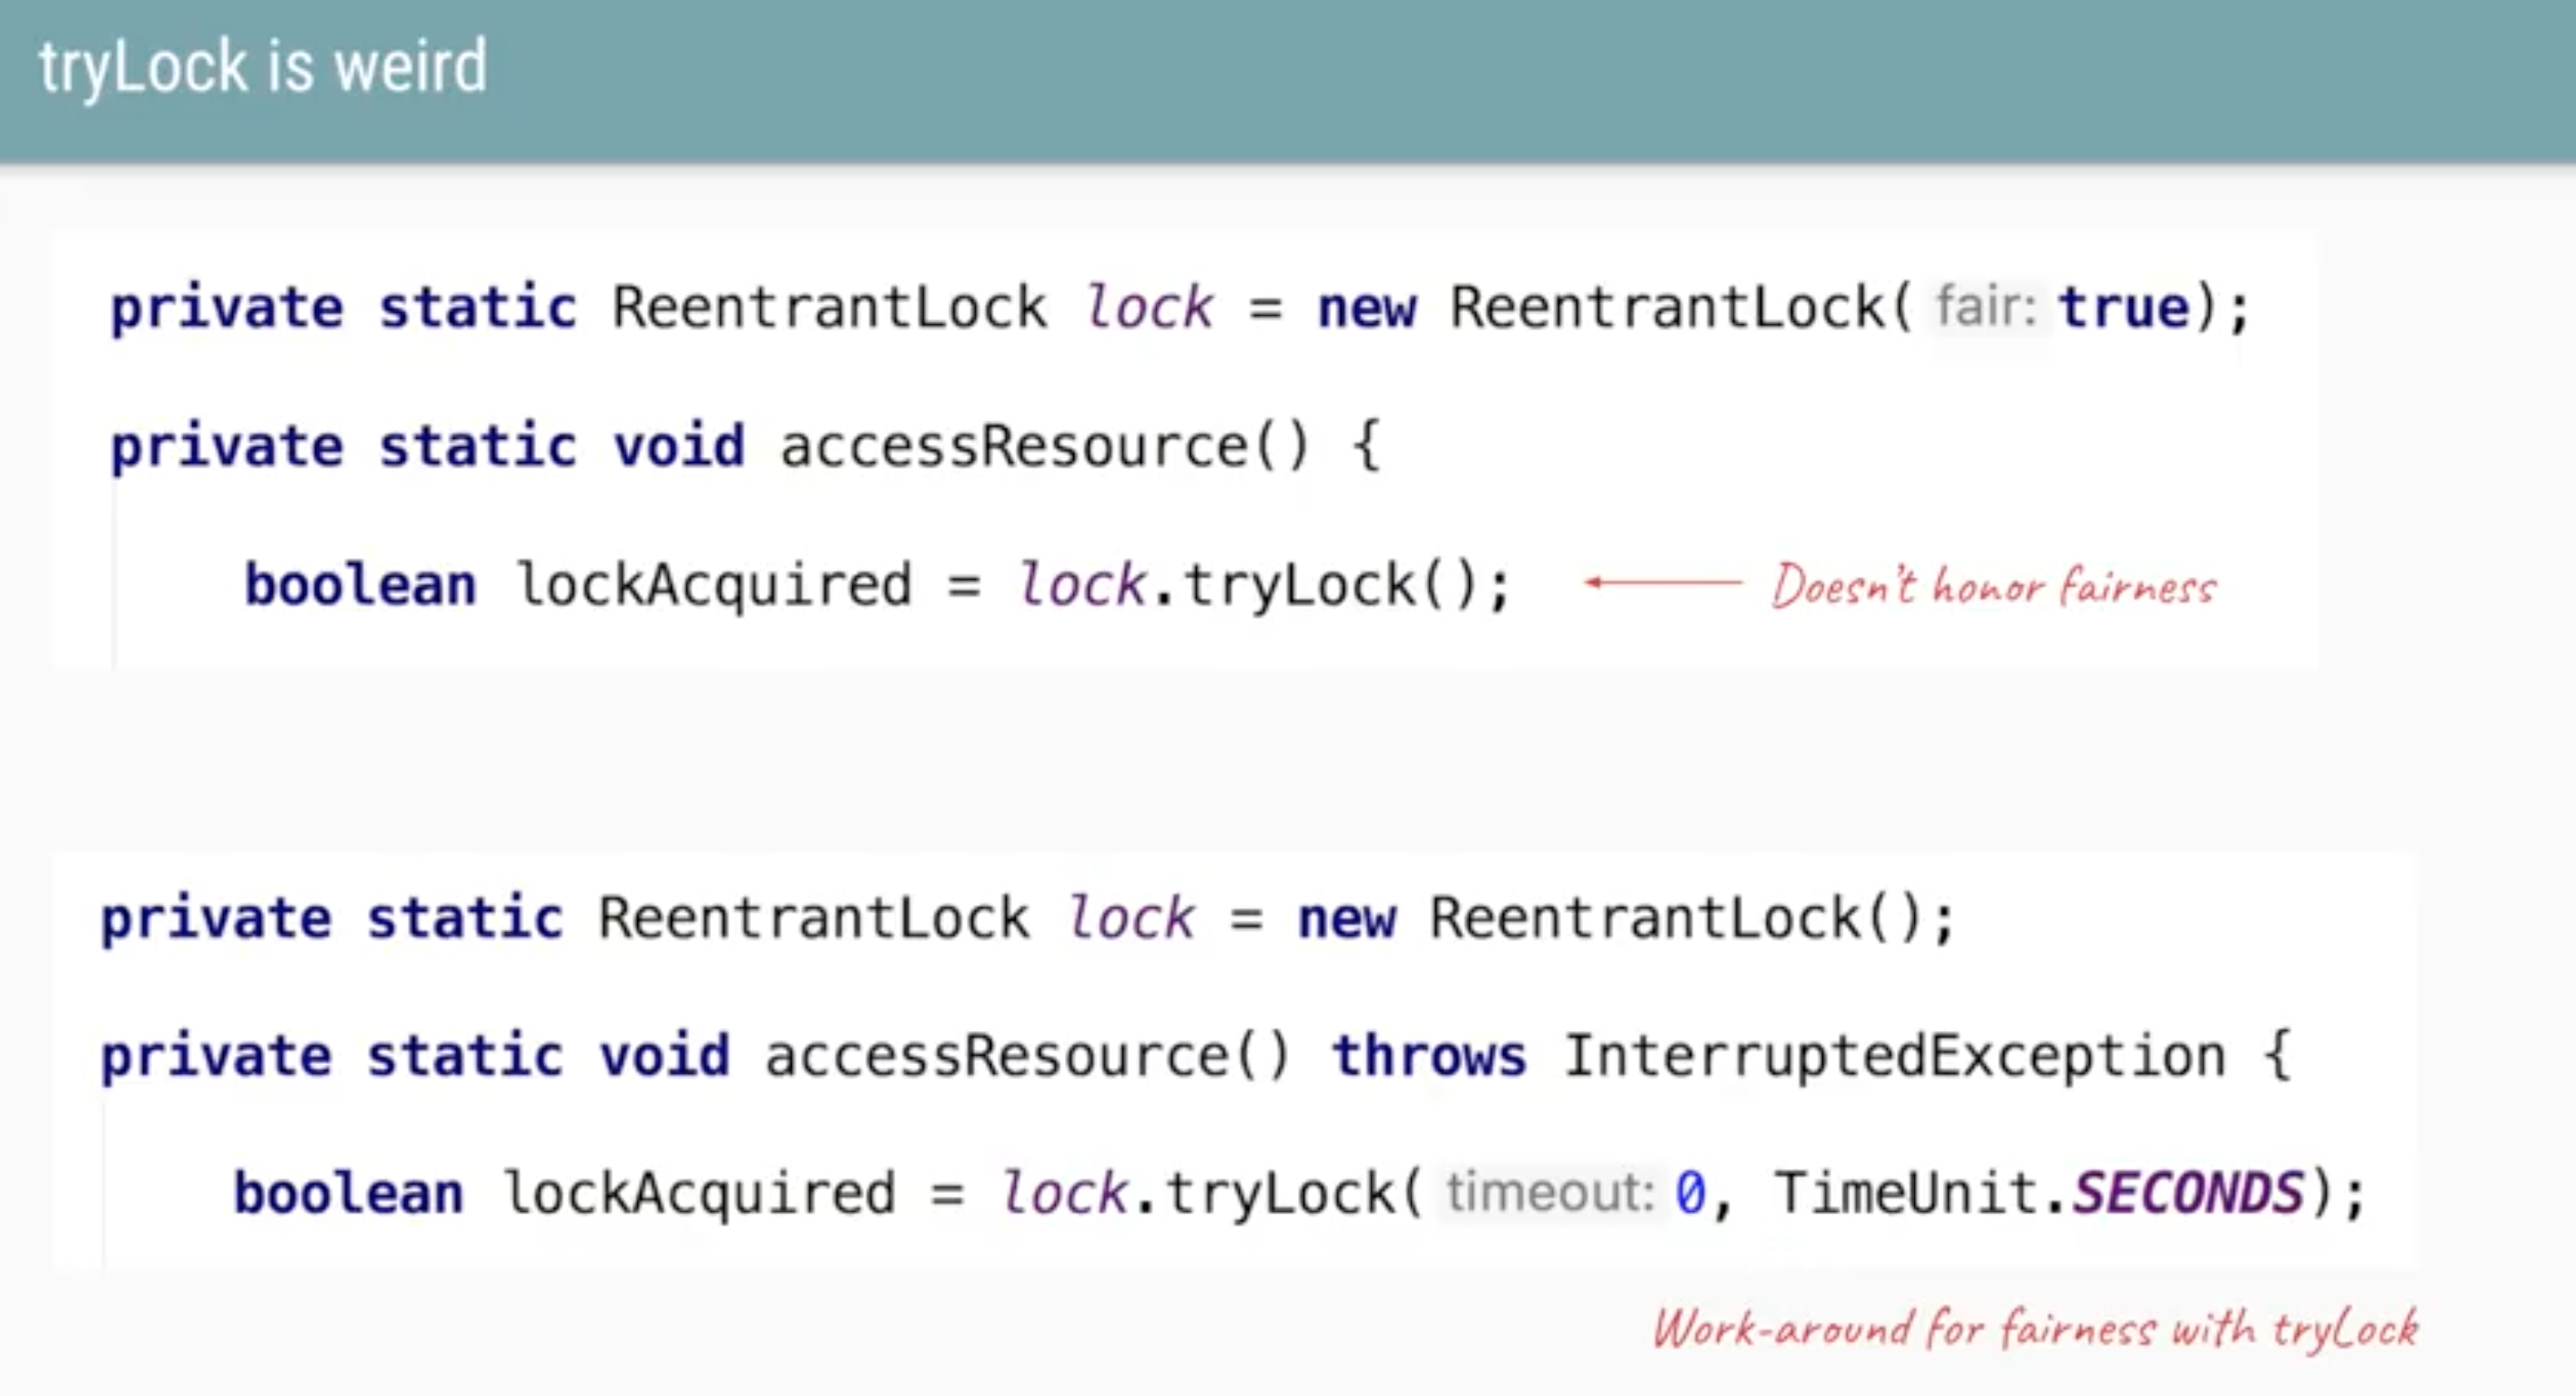 tryLock is weird
private static ReentrantLock lock = new ReentrantLock( fair: true);
private static void accessResource() {
boolean lockAcquired = lock.tryLock(); Doesn't honor fairness
private static ReentrantLock lock = new ReentrantLock();
private static void accessResource() throws InterruptedException {
boolean lockAcquired = lock.tryLock( timeout: 0, TimeUnit.SECONDS);
Work-around for fairness with tryLock